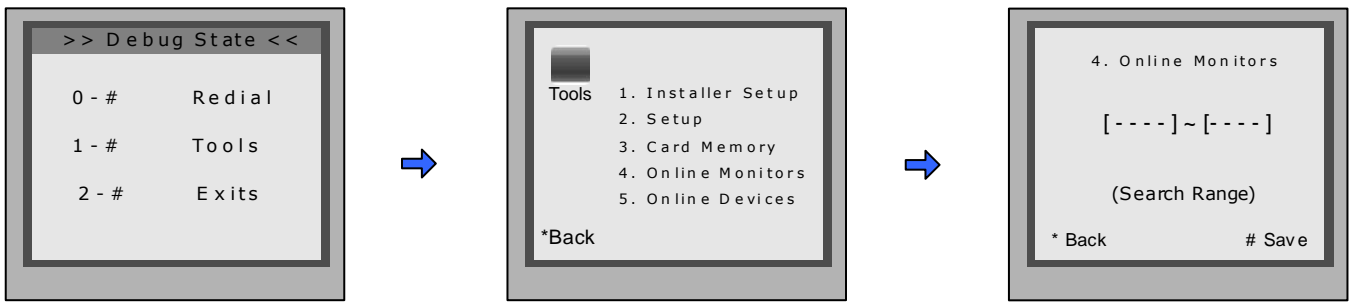 >> Debug State <<
0-# Redial
1-# Tools
2-# Exits
Tools
1. Installer Setup
2. Setup
3. Card Memory
4. Online Monitors
5. Online Devices
*Back
4. Online Monitors
[----]~[----]
(Search Range)
* Back # Save